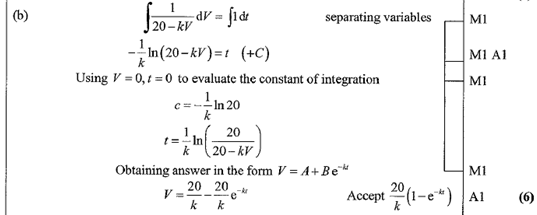 (b) ∫ 1/(20 − kV) dV = ∫ 1 dt separating variables M1
− 1/k ln(20 − kV) = t (+C) M1 A1
Using V = 0, t = 0 to evaluate the constant of integration M1
c = − 1/k ln 20
t = 1/k ln(20/(20 − kV))
Obtaining answer in the form V = A + B e^(−kt) M1
V = 20/k − 20/k e^(−kt) Accept 20/k (1 − e^(−kt)) A1 (6)